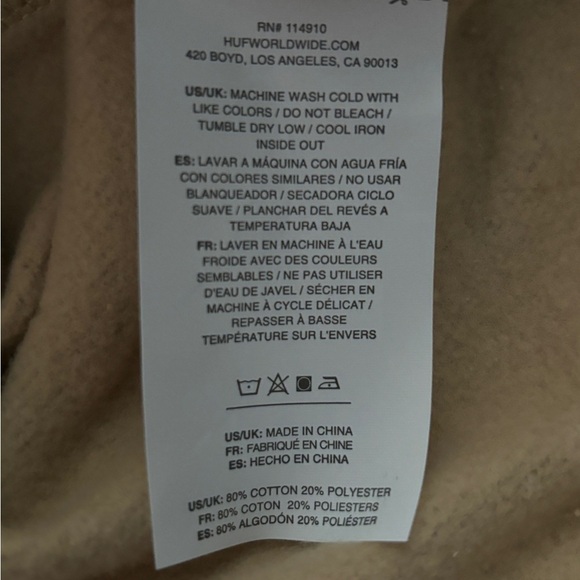 RN# 114910
HUFWORLDWIDE.COM
420 BOYD, LOS ANGELES, CA 90013
US/UK: MACHINE WASH COLD WITH
LIKE COLORS / DO NOT BLEACH /
TUMBLE DRY LOW / COOL IRON
INSIDE OUT
ES: LAVAR A MÁQUINA CON AGUA FRÍA
CON COLORES SIMILARES / NO USAR
BLANQUEADOR / SECADORA CICLO
SUAVE / PLANCHAR DEL REVÉS A
TEMPERATURA BAJA
FR: LAVER EN MACHINE À L'EAU
FROIDE AVEC DES COULEURS
SEMBLABLES / NE PAS UTILISER
D'EAU DE JAVEL / SÉCHER EN
MACHINE À CYCLE DÉLICAT /
REPASSER À BASSE
TEMPÉRATURE SUR L'ENVERS
US/UK: MADE IN CHINA
FR: FABRIQUÉ EN CHINE
ES: HECHO EN CHINA
US/UK: 80% COTTON 20% POLYESTER
FR: 80% COTON 20% POLIESTERS
ES: 80% ALGODÓN 20% POLIÉSTER